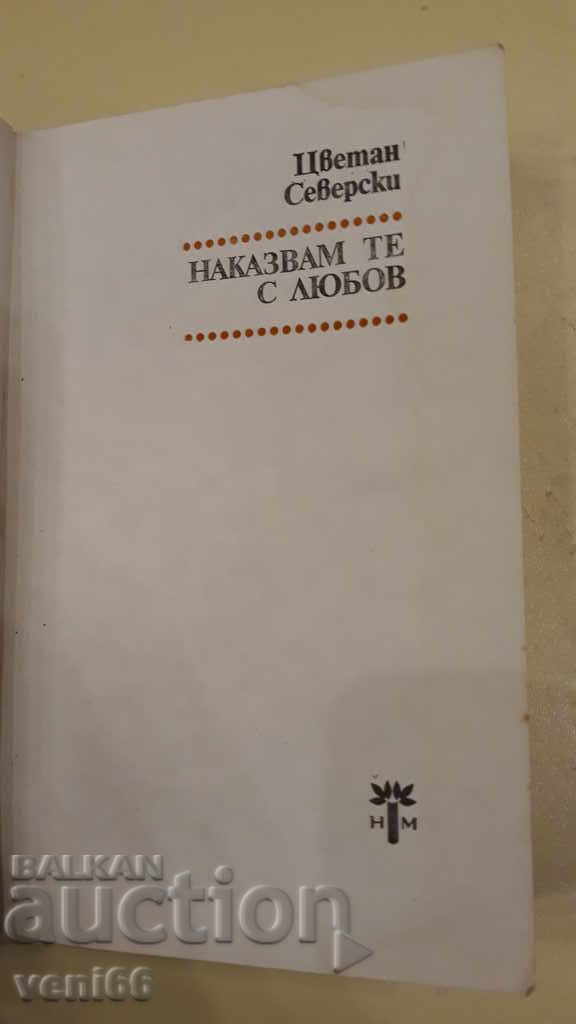 Цветан
Северски
НАКАЗВАМ ТЕ
С ЛЮБОВ
Н М
BALKAN
auction
veni66